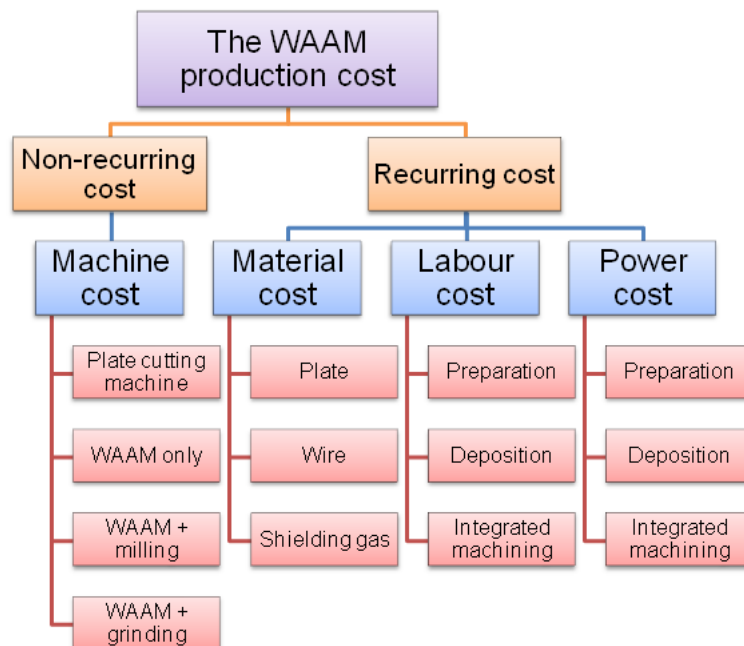 The WAAM
production cost
Non-recurring
cost
Recurring cost
Machine
cost
Material
cost
Labour
cost
Power
cost
Plate cutting
machine
Plate
Preparation
Preparation
WAAM only
Wire
Deposition
Deposition
WAAM +
milling
Shielding gas
Integrated
machining
Integrated
machining
WAAM +
grinding